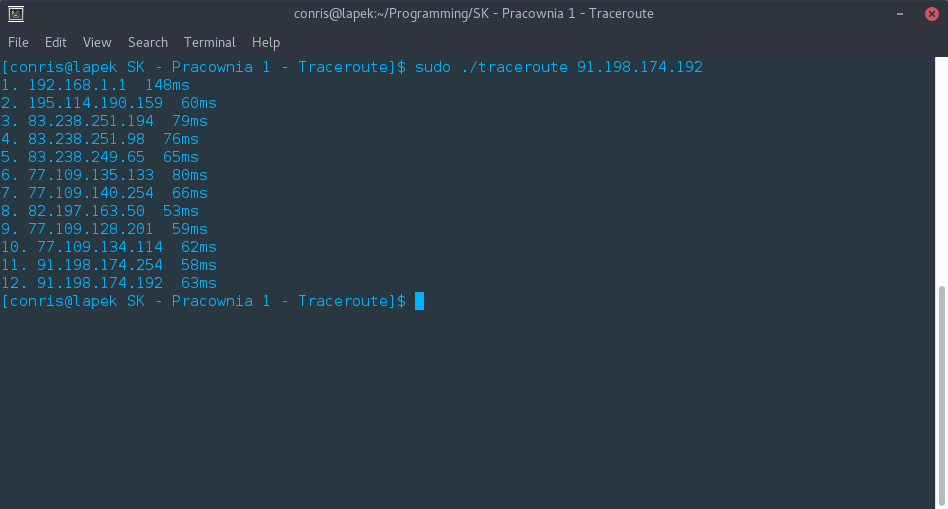 conris@lapek:~/Programming/SK - Pracownia 1 - Traceroute
File Edit View Search Terminal Help
[conris@lapek SK - Pracownia 1 - Traceroute]$ sudo ./traceroute 91.198.174.192
1. 192.168.1.1  148ms
2. 195.114.190.159  60ms
3. 83.238.251.194  79ms
4. 83.238.251.98  76ms
5. 83.238.249.65  65ms
6. 77.109.135.133  80ms
7. 77.109.140.254  66ms
8. 82.197.163.50  53ms
9. 77.109.128.201  59ms
10. 77.109.134.114  62ms
11. 91.198.174.254  58ms
12. 91.198.174.192  63ms
[conris@lapek SK - Pracownia 1 - Traceroute]$